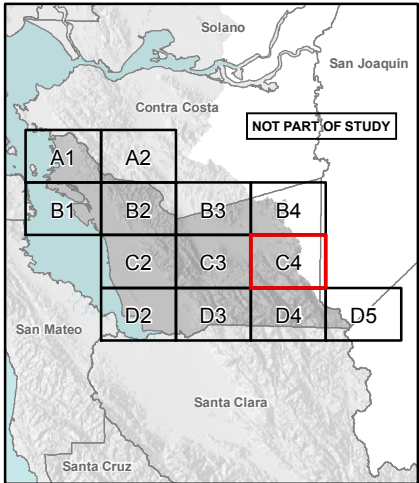 Solano
San Joaquin
Contra Costa
NOT PART OF STUDY
A1 A2
B1 B2 B3 B4
C2 C3 C4
D2 D3 D4 D5
San Mateo
Santa Clara
Santa Cruz